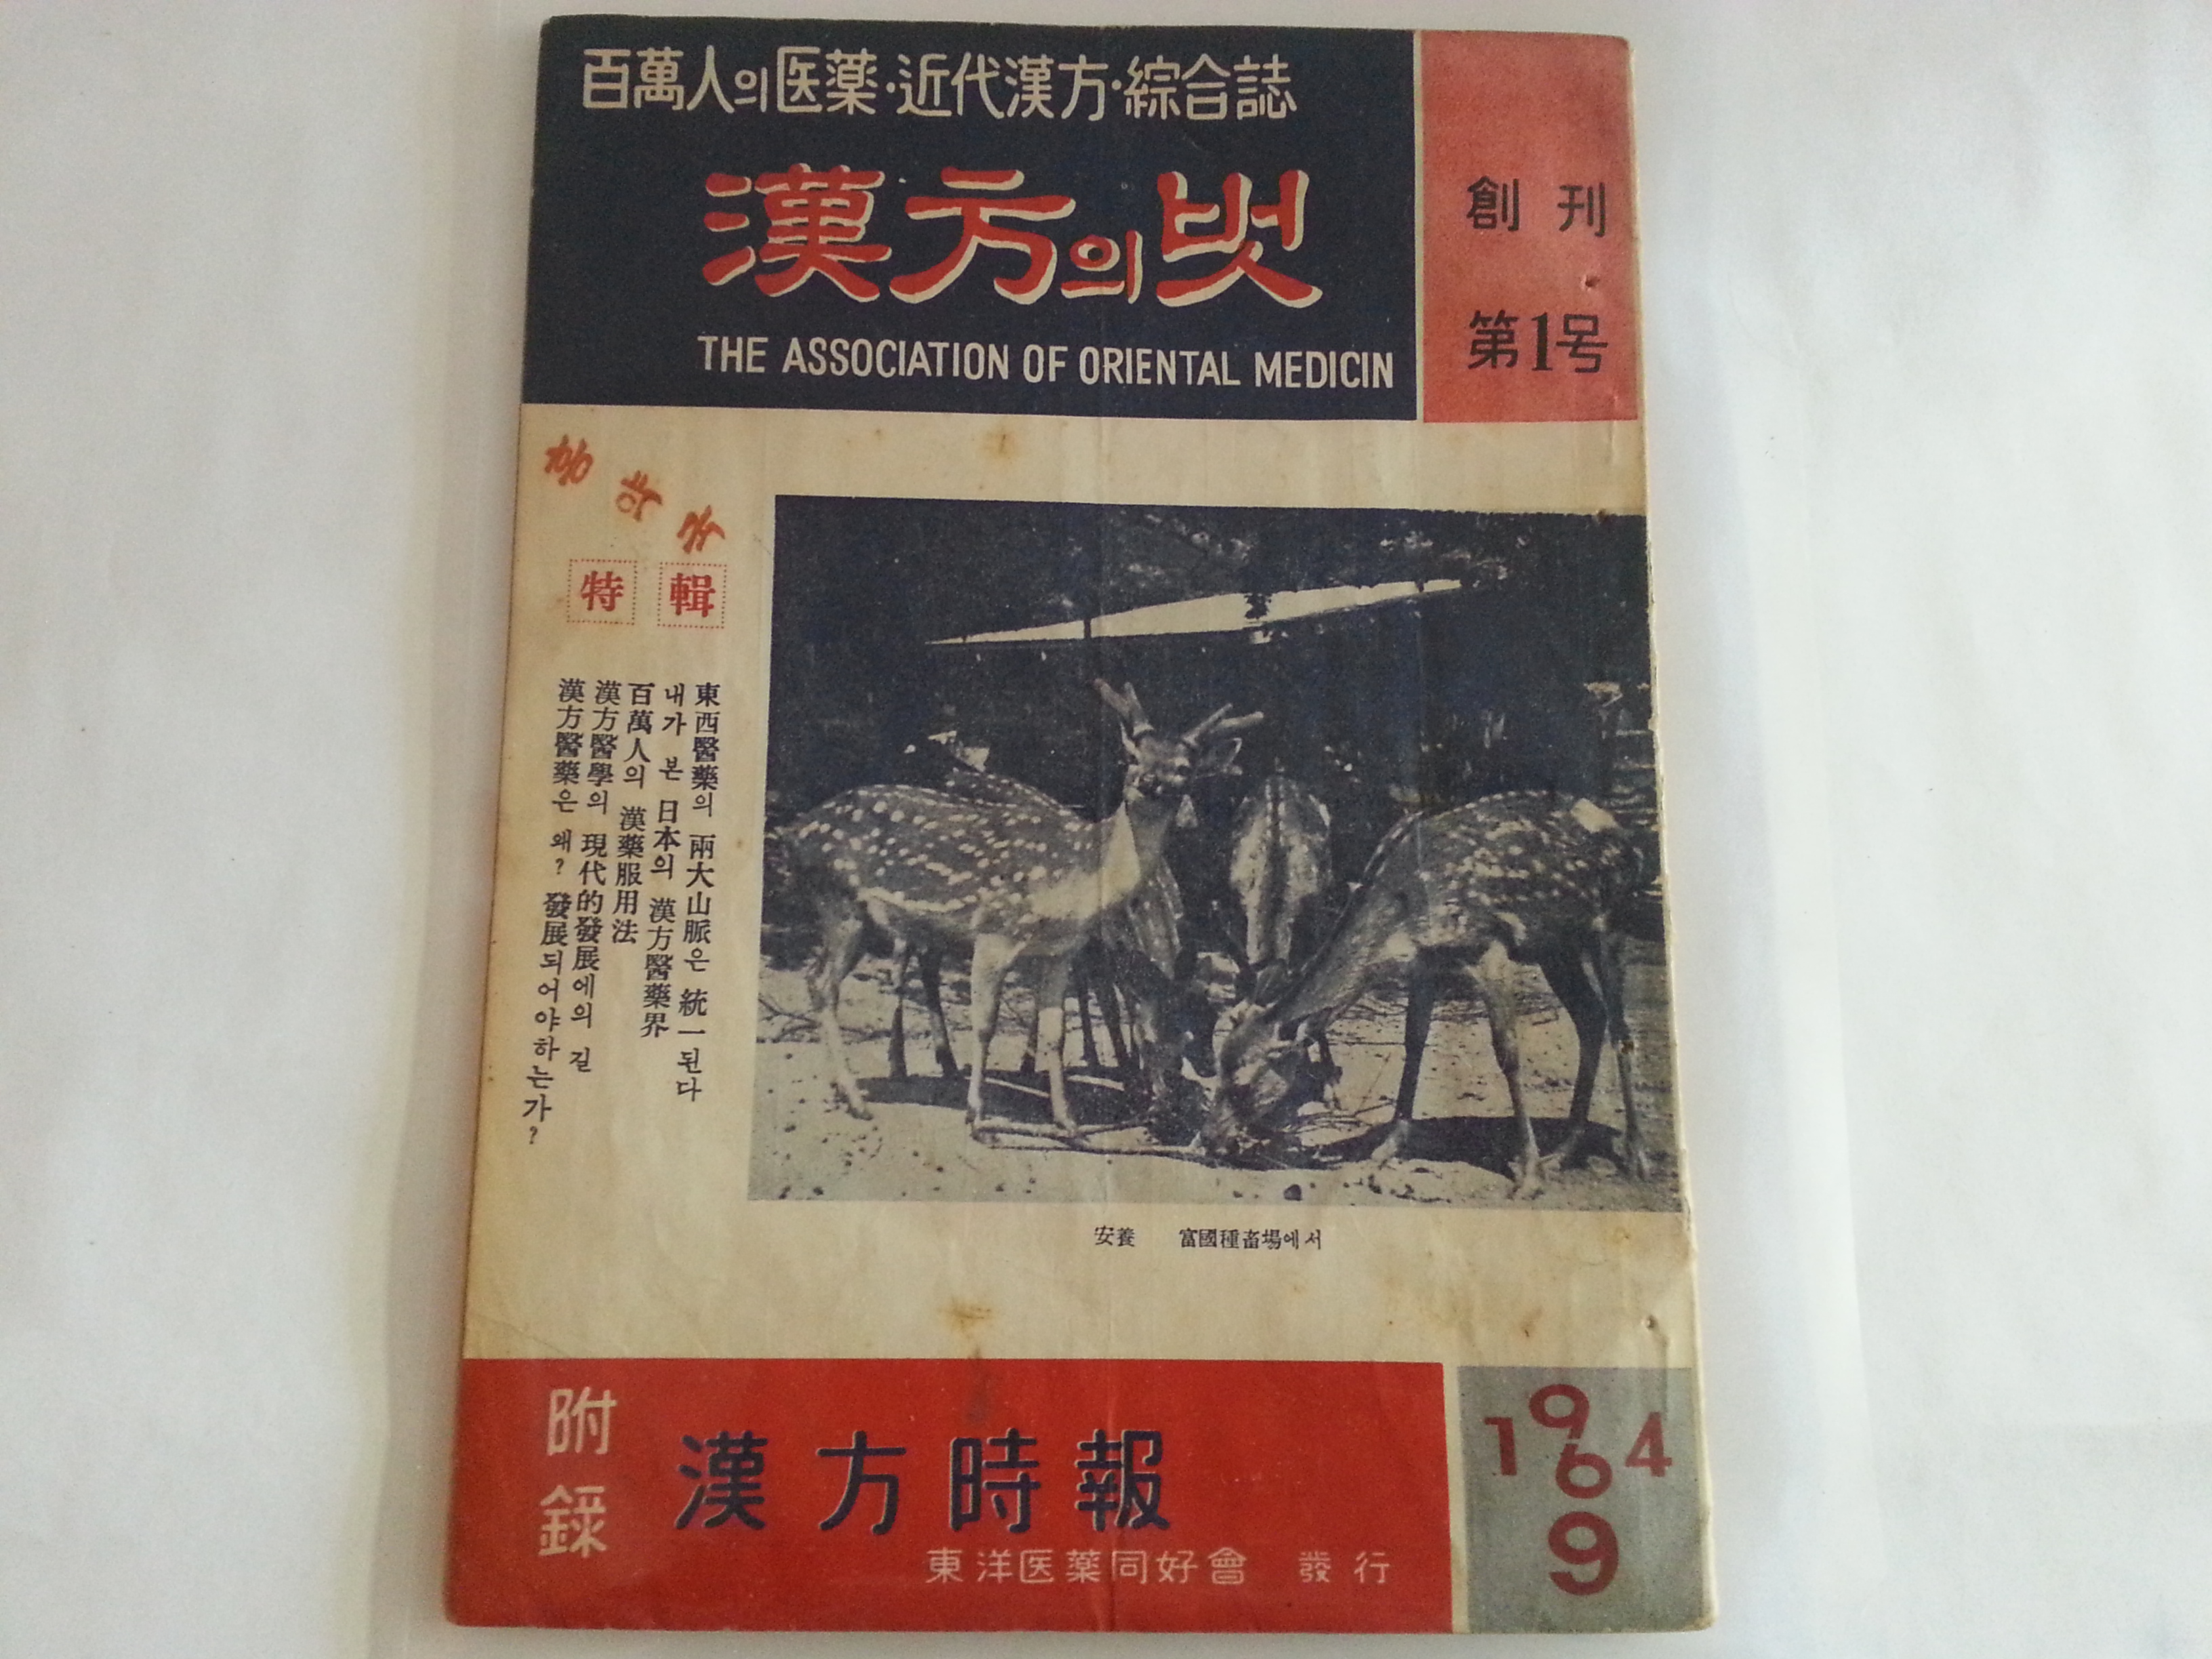 百萬人의医薬·近代漢方·綜合誌
漢方의벗
THE ASSOCIATION OF ORIENTAL MEDICIN
創刊
第1号
特輯
東西醫藥의 兩大山脈은 統一된다
내가 본 日本의 漢方醫藥界
百萬人의 漢藥服用法
漢方醫學의 現代的發展에의 길
漢方醫藥은 왜? 發展되어야하는가?
安養 富國種畜場에서
附録
漢方時報
東洋医薬同好會 發行
1964
9